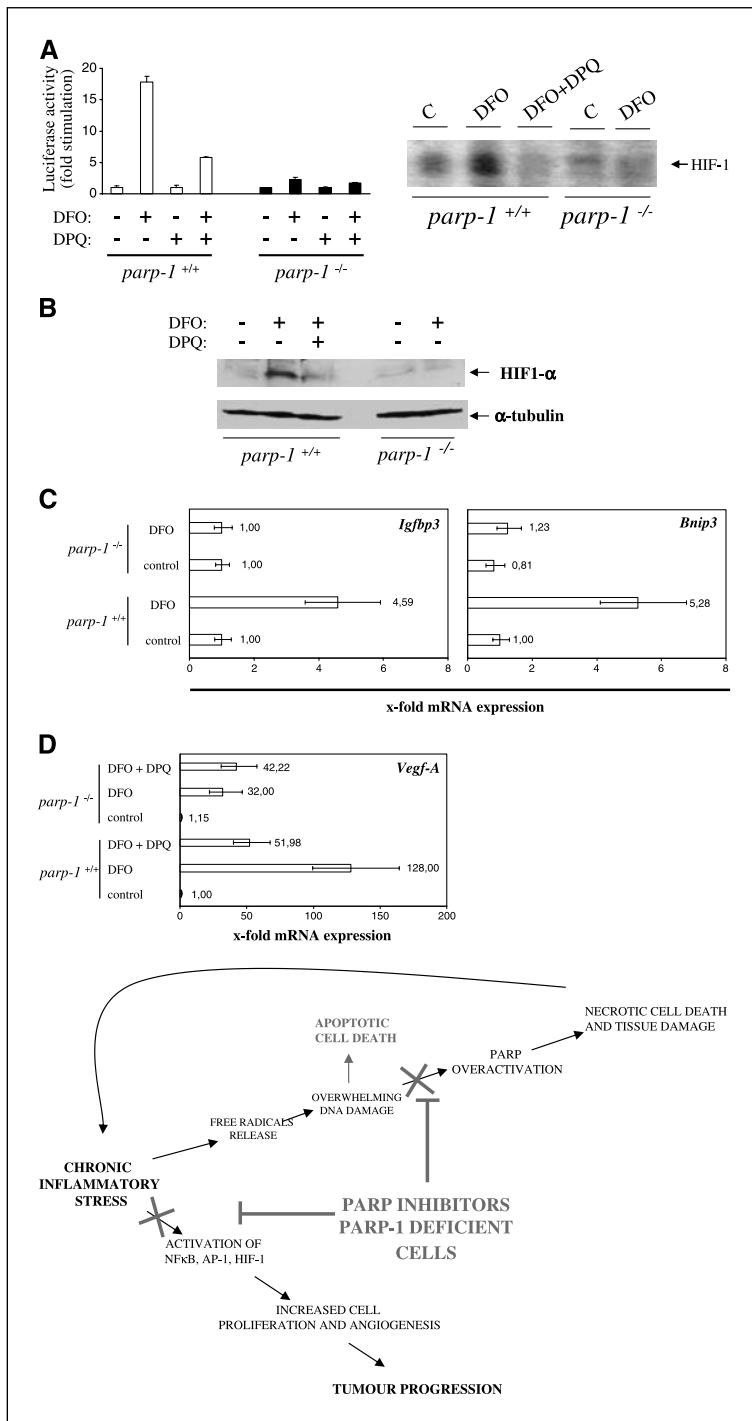 A
Luciferase activity
(fold stimulation)
20
15
10
5
0
DFO: - + - + - + - +
DPQ: - - + + - - + +
parp-1 +/+ parp-1 -/-
C DFO DFO+DPQ C DFO
HIF-1
parp-1 +/+ parp-1 -/-
B
DFO: - + + - +
DPQ: - - + - -
HIF1-α
α-tubulin
parp-1 +/+ parp-1 -/-
C
Igfbp3
parp-1 -/-
DFO 1,00
control 1,00
parp-1 +/+
DFO 4,59
control 1,00
0 2 4 6 8
Bnip3
1,23
0,81
5,28
1,00
0 2 4 6 8
x-fold mRNA expression
D
Vegf-A
parp-1 -/-
DFO + DPQ 42,22
DFO 32,00
control 1,15
parp-1 +/+
DFO + DPQ 51,98
DFO 128,00
control 1,00
0 50 100 150 200
x-fold mRNA expression
NECROTIC CELL DEATH
AND TISSUE DAMAGE
APOPTOTIC
CELL DEATH
PARP
OVERACTIVATION
OVERWHELMING
DNA DAMAGE
FREE RADICALS
RELEASE
CHRONIC
INFLAMMATORY
STRESS
PARP INHIBITORS
PARP-1 DEFICIENT
CELLS
ACTIVATION OF
NFκB, AP-1, HIF-1
INCREASED CELL
PROLIFERATION AND ANGIOGENESIS
TUMOUR PROGRESSION